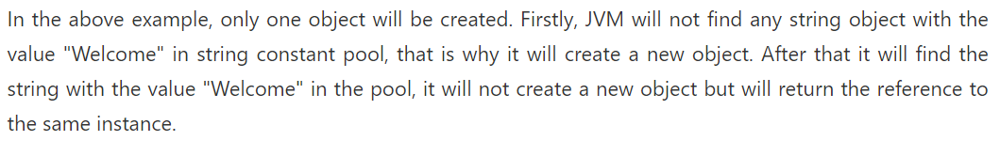 In the above example, only one object will be created. Firstly, JVM will not find any string object with the
value "Welcome" in string constant pool, that is why it will create a new object. After that it will find the
string with the value "Welcome" in the pool, it will not create a new object but will return the reference to
the same instance.